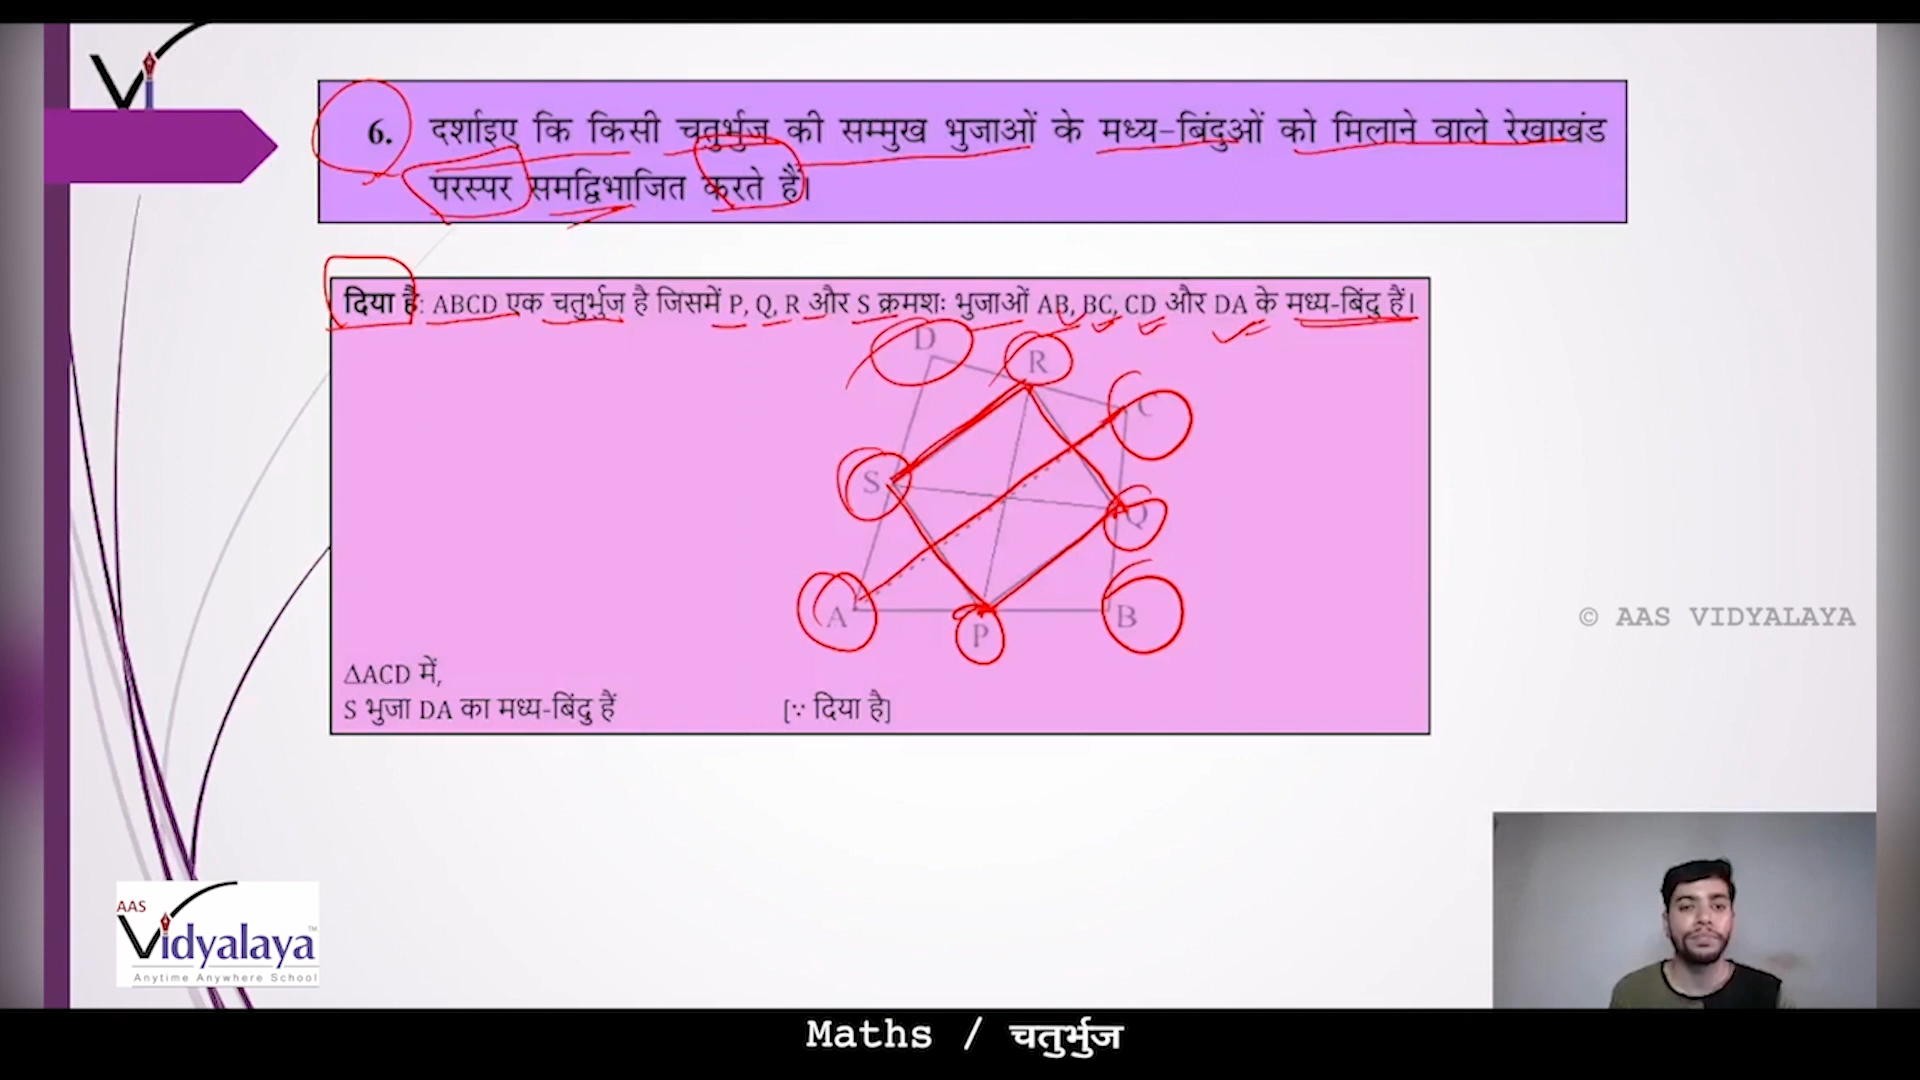 6. दर्शाइए कि किसी चतुर्भुज की सम्मुख भुजाओं के मध्य-बिंदुओं को मिलाने वाले रेखाखंड
परस्पर समद्विभाजित करते हैं।
दिया है: ABCD एक चतुर्भुज है जिसमें P, Q, R और S क्रमशः भुजाओं AB, BC, CD और DA के मध्य-बिंदु हैं।
D
R
C
S
Q
A
P
B
© AAS VIDYALAYA
ΔACD में,
S भुजा DA का मध्य-बिंदु हैं [∵ दिया है]
AAS
Vidyalaya™
Anytime Anywhere School
Maths / चतुर्भुज